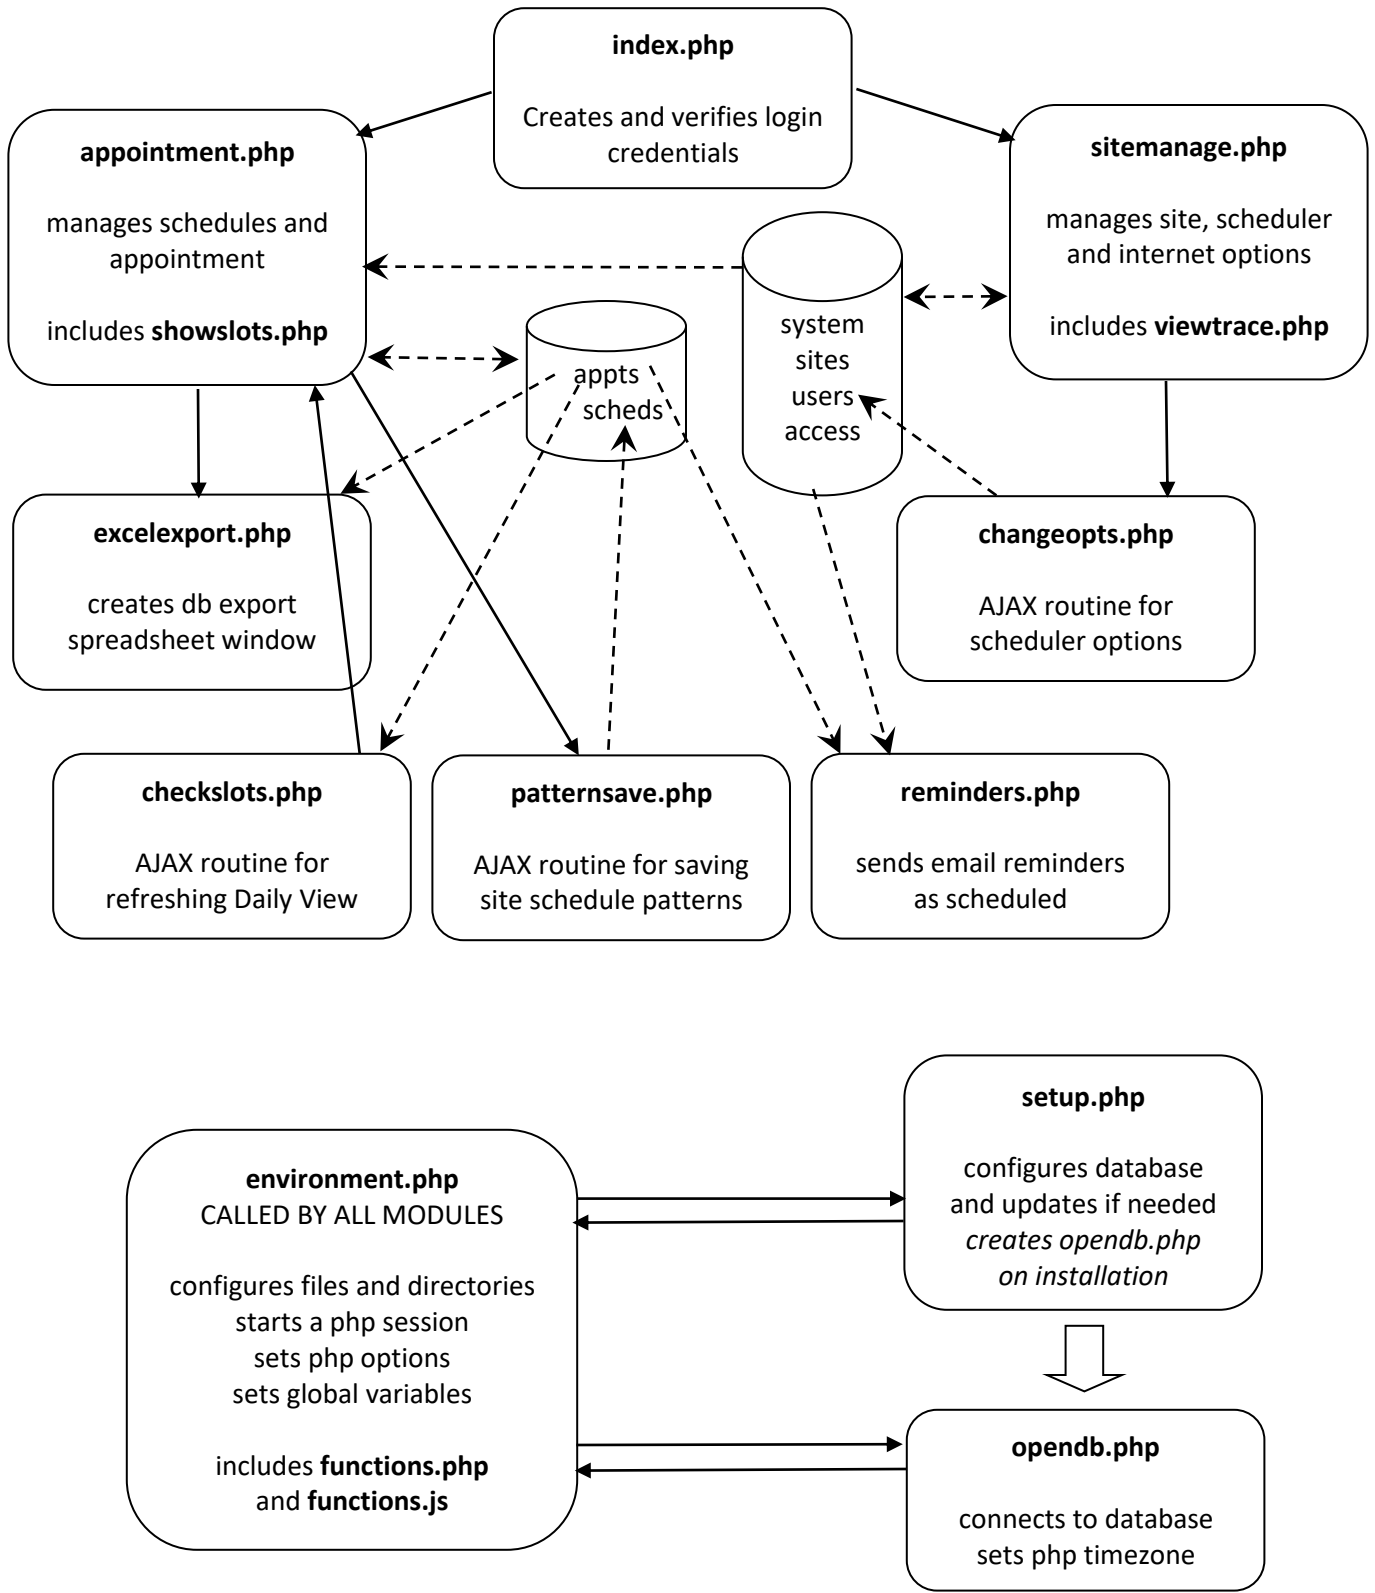 index.php
Creates and verifies login
credentials
appointment.php
manages schedules and
appointment
includes showslots.php
sitemanage.php
manages site, scheduler
and internet options
includes viewtrace.php
system
sites
users
access
appts
scheds
excelexport.php
creates db export
spreadsheet window
changeopts.php
AJAX routine for
scheduler options
checkslots.php
AJAX routine for
refreshing Daily View
patternsave.php
AJAX routine for saving
site schedule patterns
reminders.php
sends email reminders
as scheduled
environment.php
CALLED BY ALL MODULES
configures files and directories
starts a php session
sets php options
sets global variables
includes functions.php
and functions.js
setup.php
configures database
and updates if needed
creates opendb.php
on installation
opendb.php
connects to database
sets php timezone